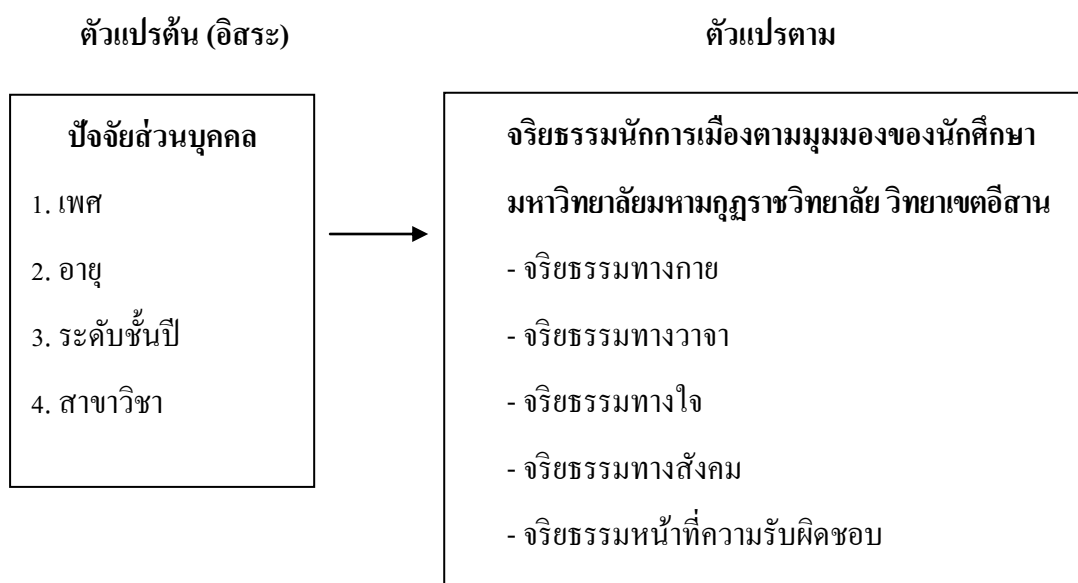 ตัวแปรต้น (อิสระ)
ตัวแปรตาม
ปัจจัยส่วนบุคคล
1. เพศ
2. อายุ
3. ระดับชั้นปี
4. สาขาวิชา
จริยธรรมนักการเมืองตามมุมมองของนักศึกษา
มหาวิทยาลัยมหามกุฏราชวิทยาลัย วิทยาเขตอีสาน
- จริยธรรมทางกาย
- จริยธรรมทางวาจา
- จริยธรรมทางใจ
- จริยธรรมทางสังคม
- จริยธรรมหน้าที่ความรับผิดชอบ